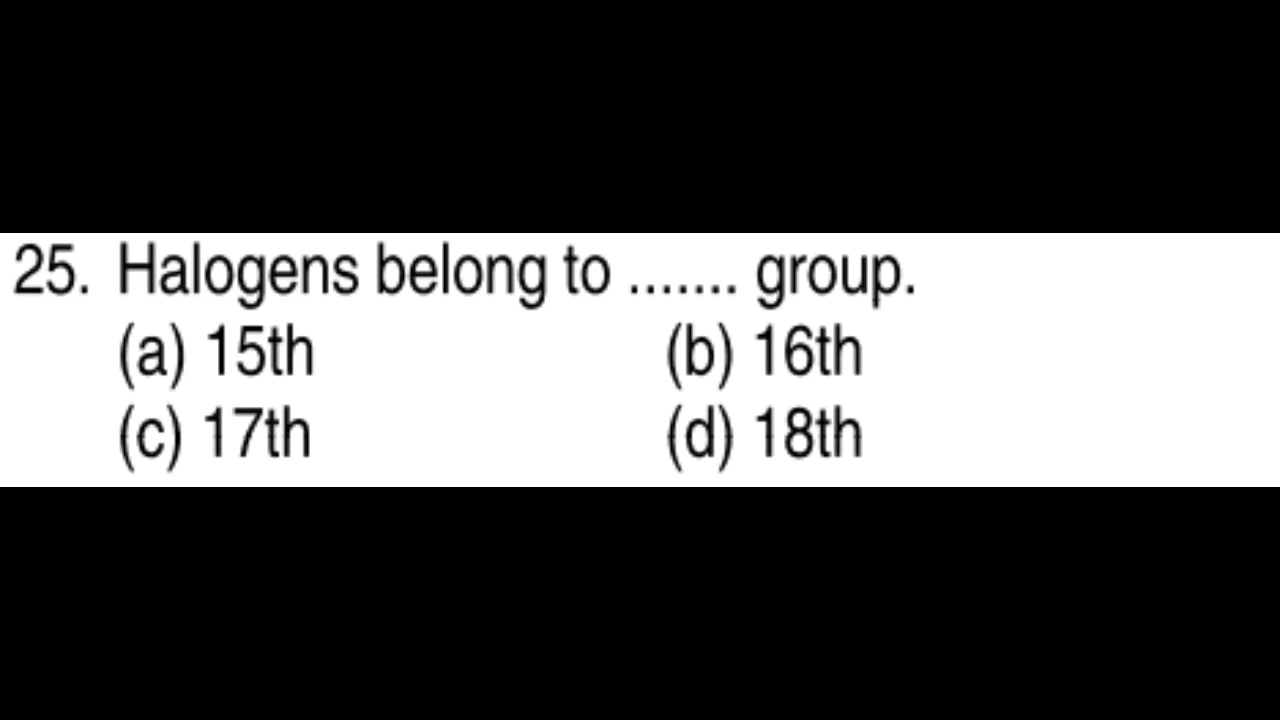 25. Halogens belong to ....... group.
(a) 15th (b) 16th
(c) 17th (d) 18th